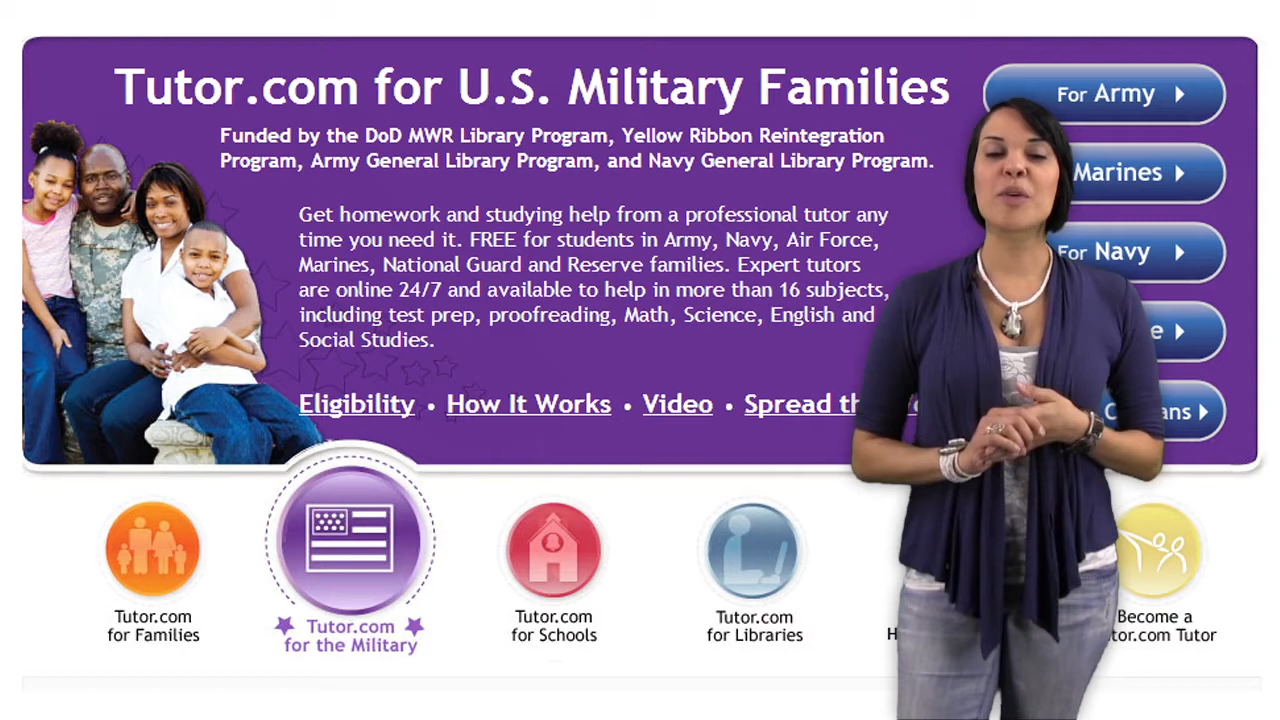 Tutor.com for U.S. Military Families
Funded by the DoD MWR Library Program, Yellow Ribbon Reintegration
Program, Army General Library Program, and Navy General Library Program.
Get homework and studying help from a professional tutor any
time you need it. FREE for students in Army, Navy, Air Force,
Marines, National Guard and Reserve families. Expert tutors
are online 24/7 and available to help in more than 16 subjects,
including test prep, proofreading, Math, Science, English and
Social Studies.
Eligibility • How It Works • Video • Spread
For Army
Marines
For Navy
Tutor.com
for Families
Tutor.com
for the Military
Tutor.com
for Schools
Tutor.com
for Libraries
Become a
Tutor